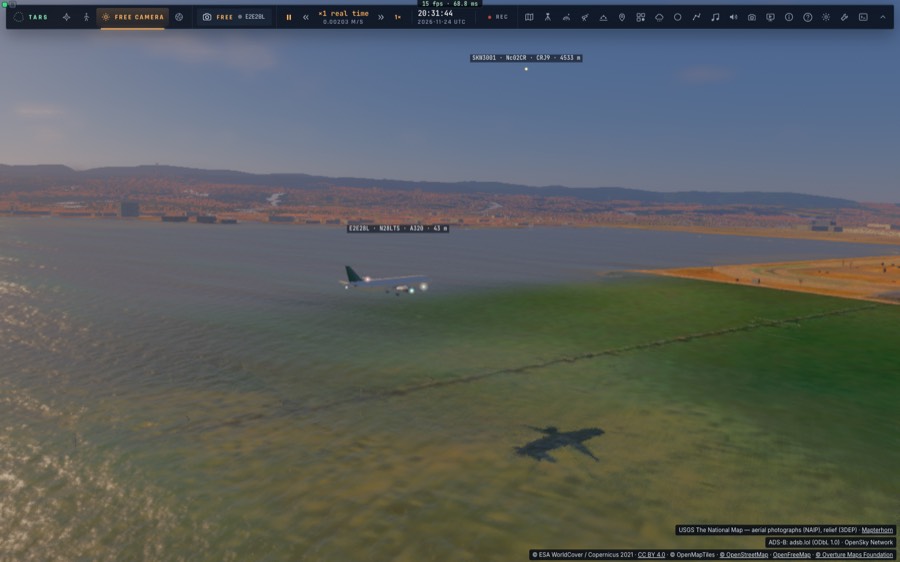 15 fps · 68.8 ms
TARS
FREE CAMERA
FREE
E2E28L
×1 real time
0.00203 M/S
1×
20:31:44
2026-11-24 UTC
REC
SKW3001 · N602CR · CRJ9 · 4533 m
E2E28L · N28LTS · A320 · 43 m
USGS The National Map — aerial photographs (NAIP), relief (3DEP) · Mapterhorn
ADS-B: adsb.lol (ODbL 1.0) · OpenSky Network
© ESA WorldCover / Copernicus 2021 · CC BY 4.0 · © OpenMapTiles · © OpenStreetMap · OpenFreeMap · © Overture Maps Foundation